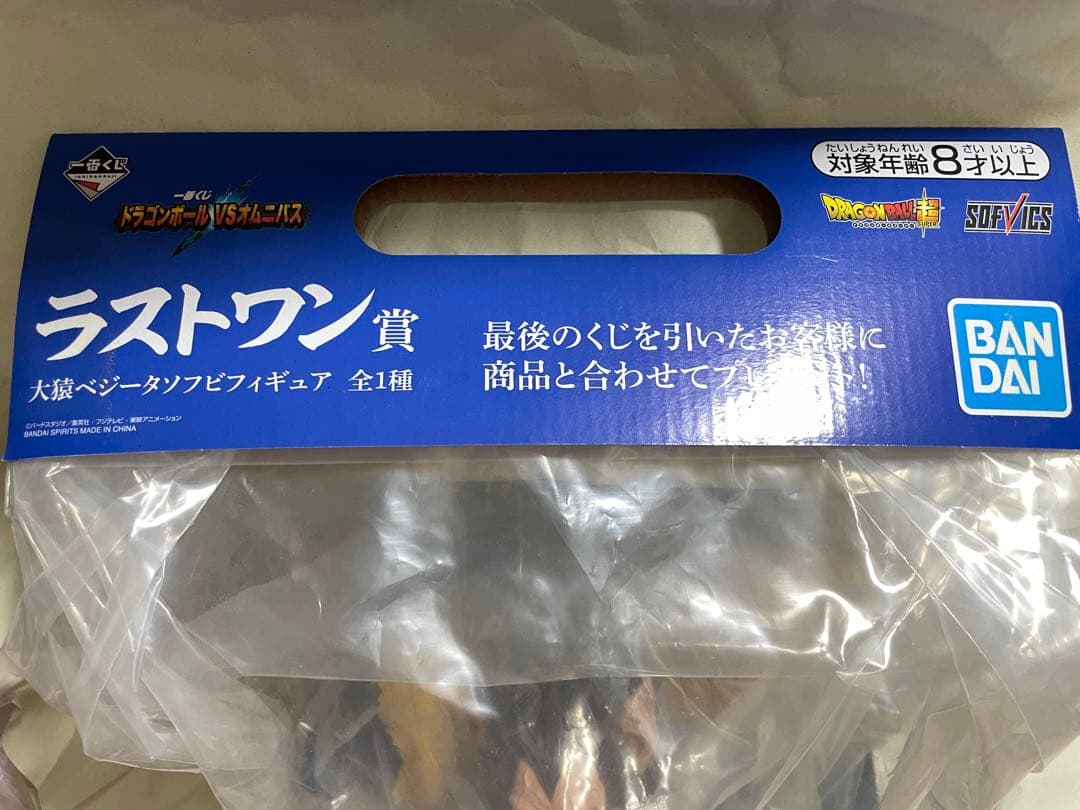 一番くじ
ichibankuji
一番くじ
ドラゴンボール VSオムニバス
たいしょうねんれい さい いじょう
対象年齢8才以上
DRAGONBALL超
SUPER
SOFVICS
ラストワン賞
大猿ベジータソフビフィギュア 全1種
最後のくじを引いたお客様に
商品と合わせてプレゼント!
BAN
DAI
©バードスタジオ/集英社・フジテレビ・東映アニメーション
BANDAI SPIRITS MADE IN CHINA